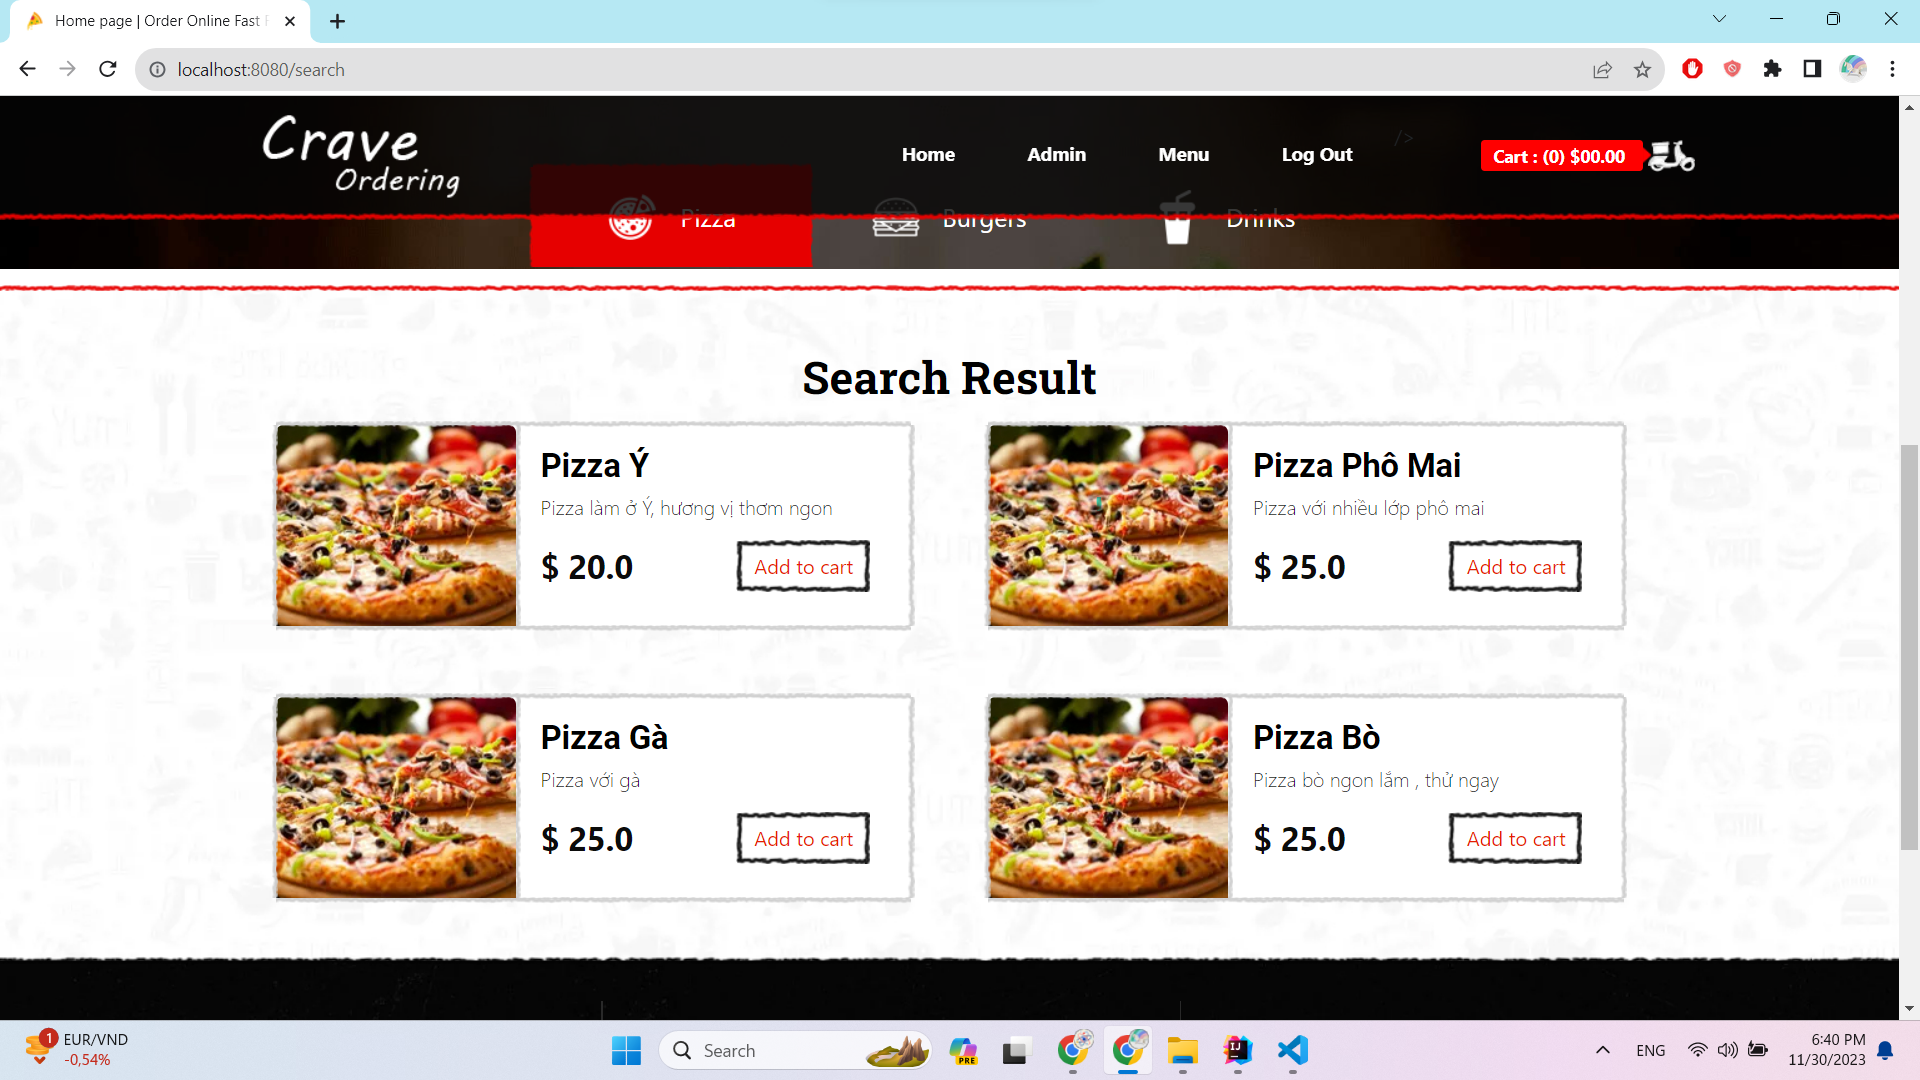 Home page | Order Online Fast F
localhost:8080/search
Crave
Ordering
Home
Admin
Menu
Log Out
/>
Cart : (0) $00.00
Pizza
Burgers
Drinks
Search Result
Pizza Ý
Pizza làm ở Ý, hương vị thơm ngon
$ 20.0
Add to cart
Pizza Phô Mai
Pizza với nhiều lớp phô mai
$ 25.0
Add to cart
Pizza Gà
Pizza với gà
$ 25.0
Add to cart
Pizza Bò
Pizza bò ngon lắm , thử ngay
$ 25.0
Add to cart
1
EUR/VND
-0,54%
Search
PRE
IJ
ENG
6:40 PM
11/30/2023